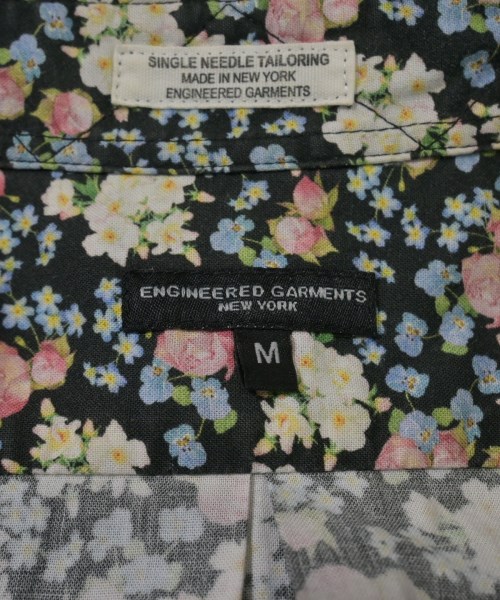 SINGLE NEEDLE TAILORING
MADE IN NEW YORK
ENGINEERED GARMENTS
ENGINEERED GARMENTS
NEW YORK
M